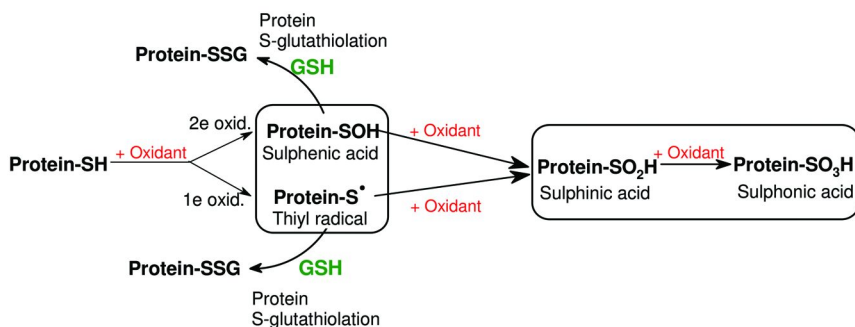 Protein
S-glutathiolation
Protein-SSG
GSH
2e oxid.
Protein-SOH
+ Oxidant
Sulphenic acid
Protein-SH
+ Oxidant
Protein-SO₂H
+ Oxidant
Protein-SO₃H
Sulphinic acid
Sulphonic acid
1e oxid.
Protein-S•
Thiyl radical
+ Oxidant
Protein-SSG
GSH
Protein
S-glutathiolation